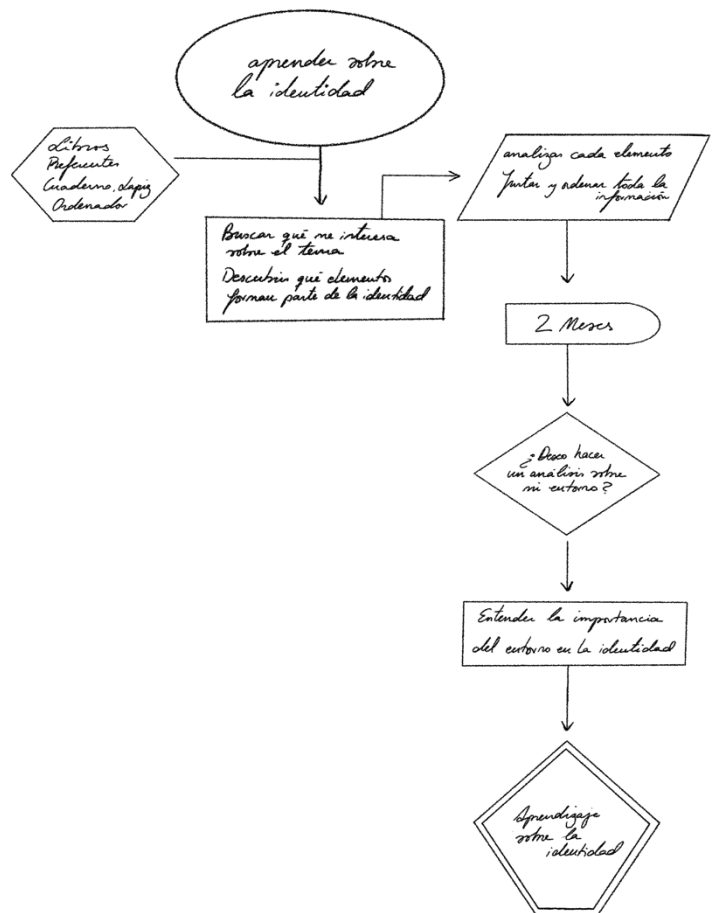 aprender sobre
la identidad
Libros
Referentes
Cuaderno, Lapiz
Ordenador
Buscar qué me interesa
sobre el tema
Descubrir qué elementos
forman parte de la identidad
analizar cada elemento
Juntar y ordenar toda la
información
2 Meses
¿Deseo hacer
un análisis sobre
mi entorno?
Entender la importancia
del entorno en La identidad
Aprendizaje
sobre la
identidad